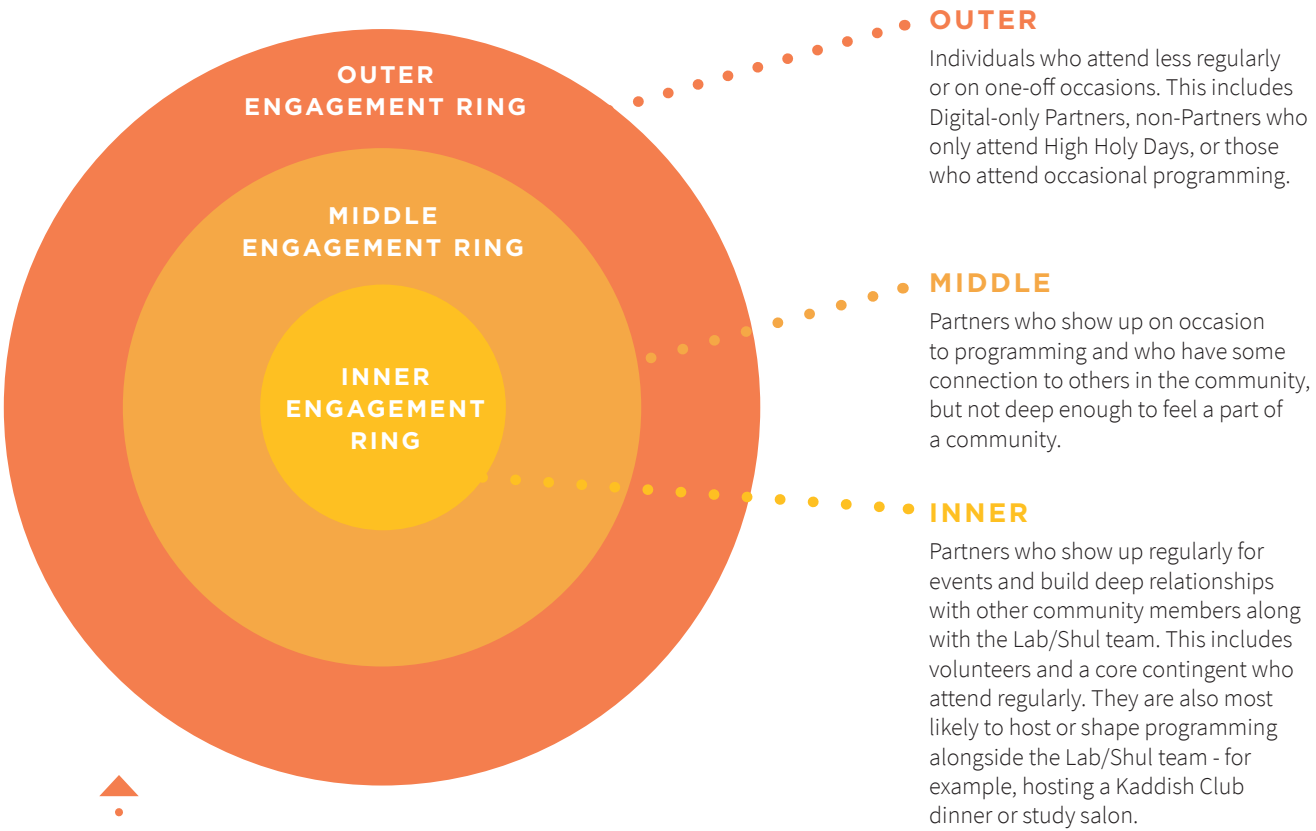 OUTER
ENGAGEMENT RING
MIDDLE
ENGAGEMENT RING
INNER
ENGAGEMENT
RING
OUTER
Individuals who attend less regularly
or on one-off occasions. This includes
Digital-only Partners, non-Partners who
only attend High Holy Days, or those
who attend occasional programming.
MIDDLE
Partners who show up on occasion
to programming and who have some
connection to others in the community,
but not deep enough to feel a part of
a community.
INNER
Partners who show up regularly for
events and build deep relationships
with other community members along
with the Lab/Shul team. This includes
volunteers and a core contingent who
attend regularly. They are also most
likely to host or shape programming
alongside the Lab/Shul team - for
example, hosting a Kaddish Club
dinner or study salon.